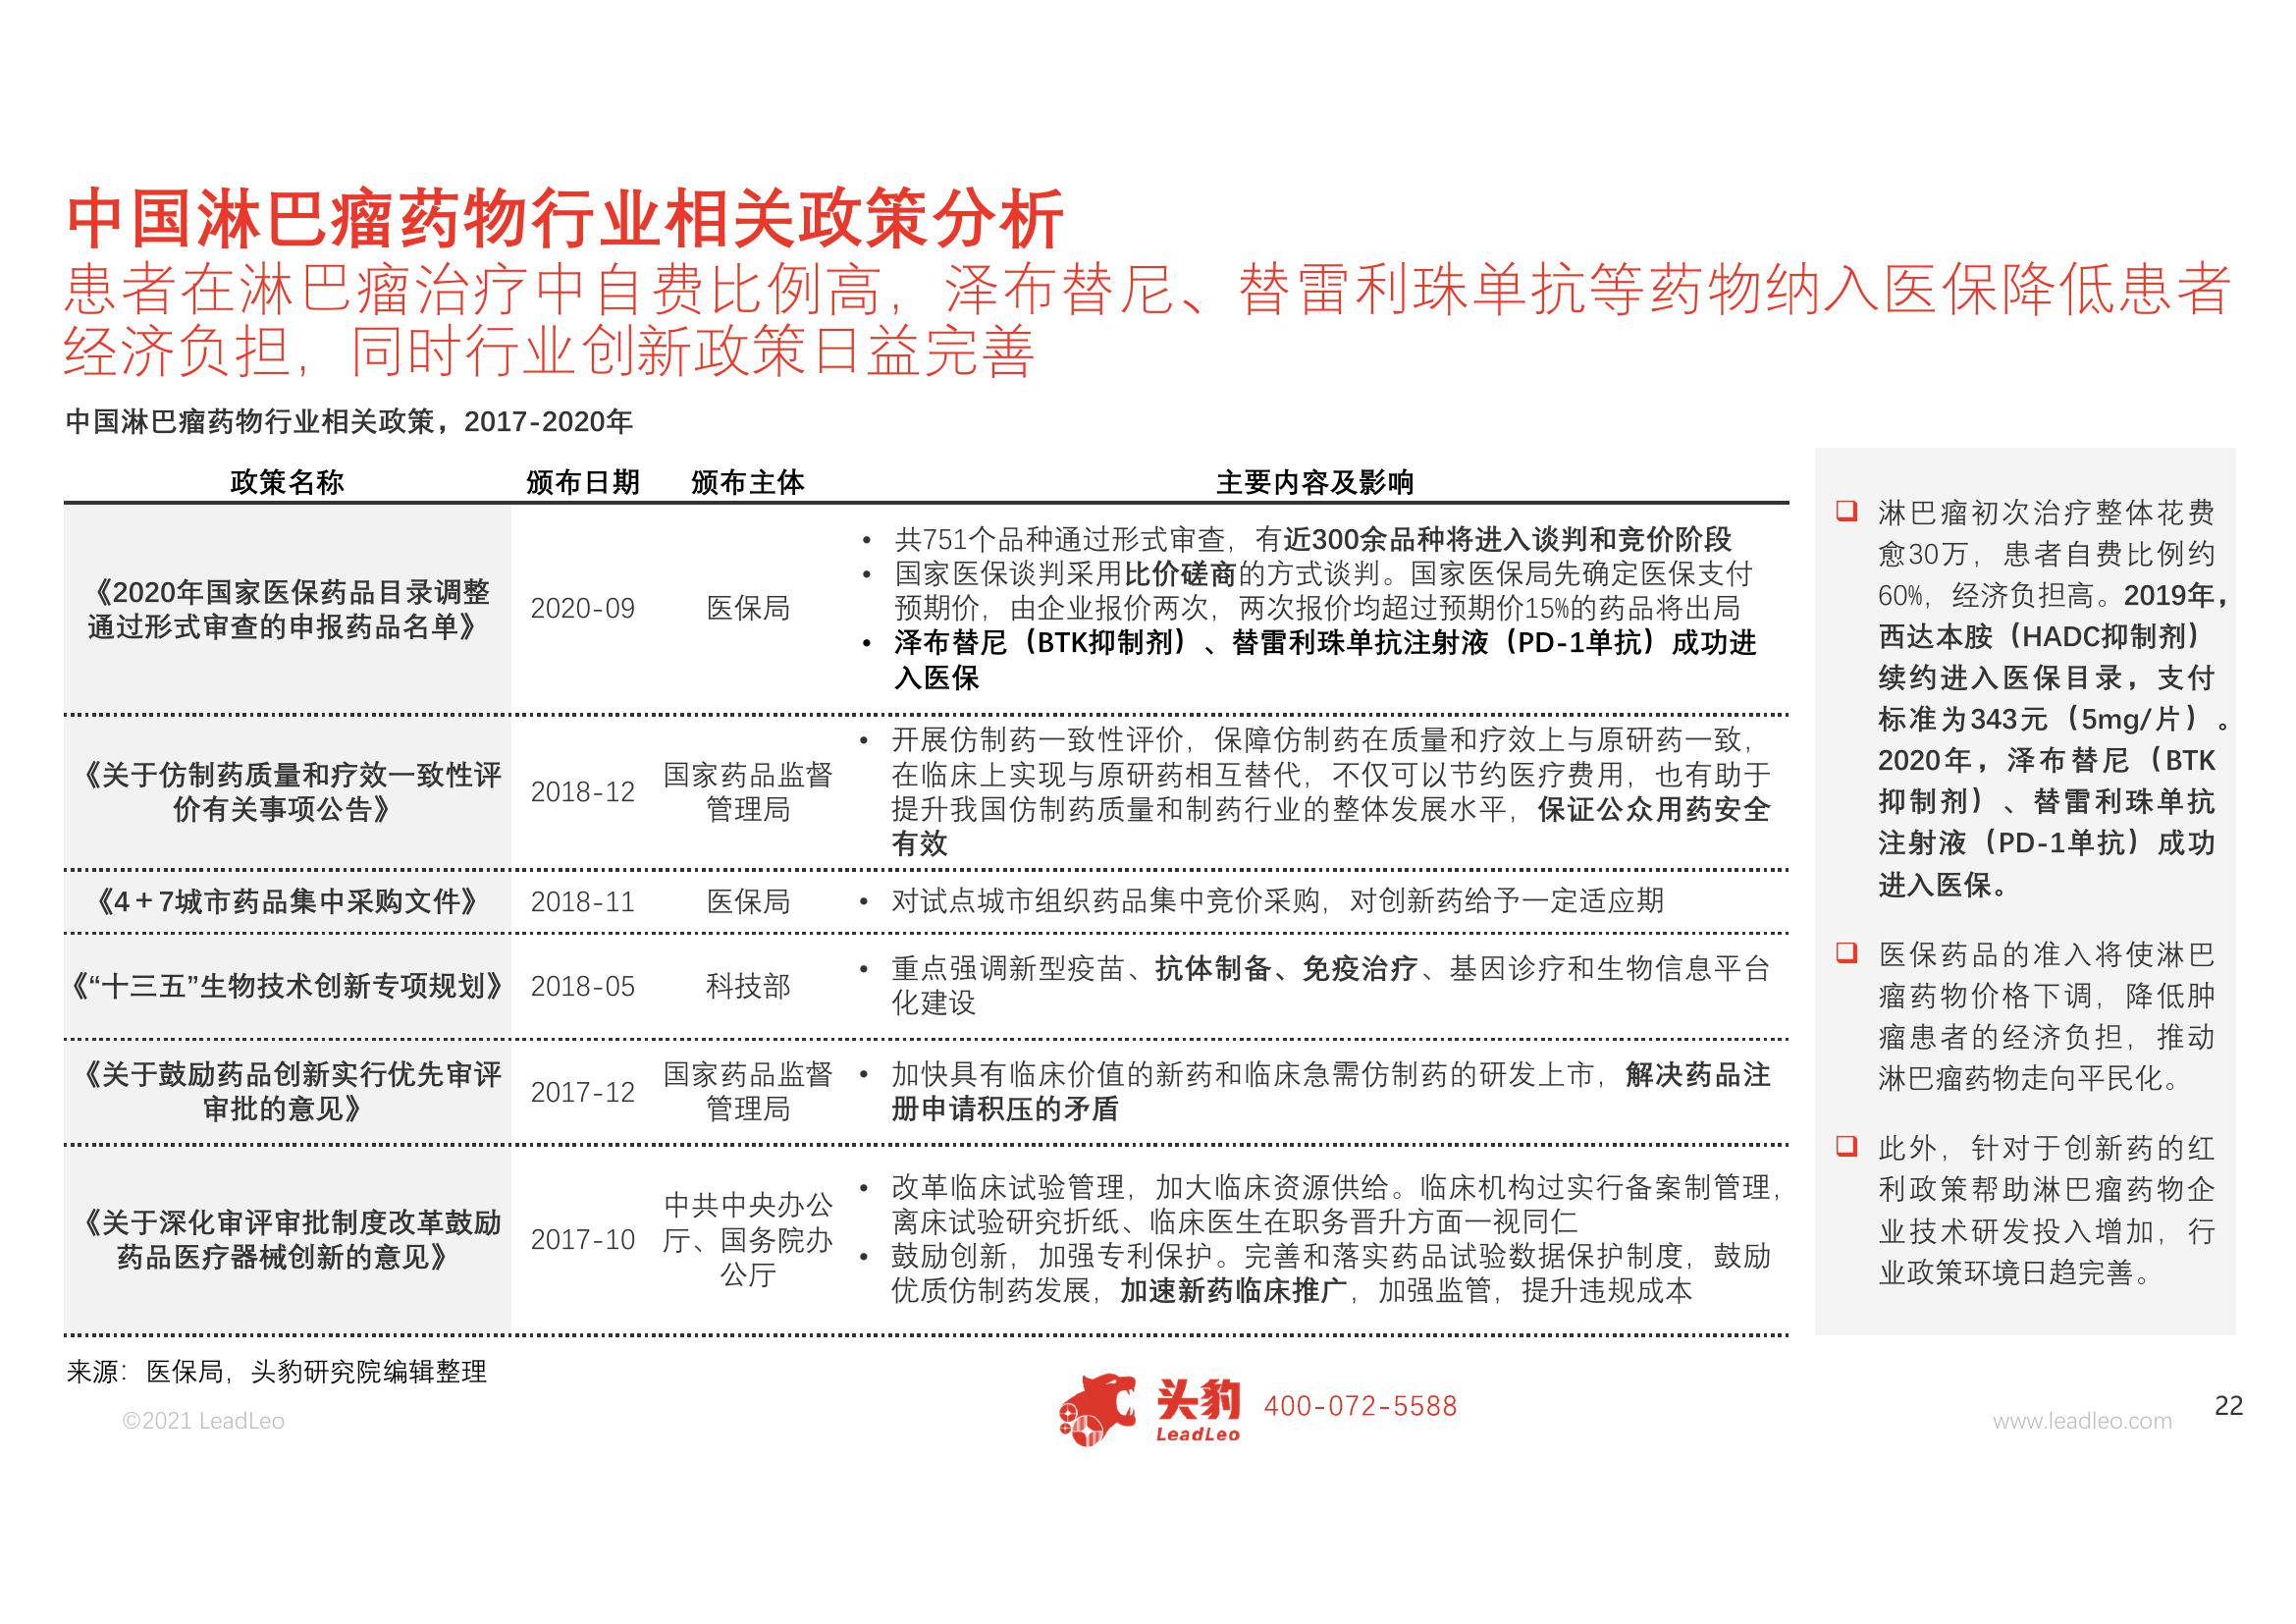 中国淋巴瘤药物行业相关政策分析
患者在淋巴瘤治疗中自费比例高，泽布替尼、替雷利珠单抗等药物纳入医保降低患者
经济负担，同时行业创新政策日益完善
中国淋巴瘤药物行业相关政策，2017-2020年
政策名称 颁布日期 颁布主体 主要内容及影响
《2020年国家医保药品目录调整
通过形式审查的申报药品名单》
2020-09
医保局
• 共751个品种通过形式审查，有近300余品种将进入谈判和竞价阶段
• 国家医保谈判采用比价磋商的方式谈判。国家医保局先确定医保支付
预期价，由企业报价两次，两次报价均超过预期价15%的药品将出局
• 泽布替尼（BTK抑制剂）、替雷利珠单抗注射液（PD-1单抗）成功进
入医保
《关于仿制药质量和疗效一致性评
价有关事项公告》
2018-12
国家药品监督
管理局
• 开展仿制药一致性评价，保障仿制药在质量和疗效上与原研药一致，
在临床上实现与原研药相互替代，不仅可以节约医疗费用，也有助于
提升我国仿制药质量和制药行业的整体发展水平，保证公众用药安全
有效
《4＋7城市药品集中采购文件》
2018-11
医保局
• 对试点城市组织药品集中竞价采购，对创新药给予一定适应期
《“十三五”生物技术创新专项规划》
2018-05
科技部
• 重点强调新型疫苗、抗体制备、免疫治疗、基因诊疗和生物信息平台
化建设
《关于鼓励药品创新实行优先审评
审批的意见》
2017-12
国家药品监督
管理局
• 加快具有临床价值的新药和临床急需仿制药的研发上市，解决药品注
册申请积压的矛盾
《关于深化审评审批制度改革鼓励
药品医疗器械创新的意见》
2017-10
中共中央办公
厅、国务院办
公厅
• 改革临床试验管理，加大临床资源供给。临床机构过实行备案制管理，
离床试验研究折纸、临床医生在职务晋升方面一视同仁
• 鼓励创新，加强专利保护。完善和落实药品试验数据保护制度，鼓励
优质仿制药发展，加速新药临床推广，加强监管，提升违规成本
淋巴瘤初次治疗整体花费
愈30万，患者自费比例约
60%，经济负担高。2019年，
西达本胺（HADC抑制剂）
续约进入医保目录，支付
标准为343元（5mg/片）。
2020年，泽布替尼（BTK
抑制剂）、替雷利珠单抗
注射液（PD-1单抗）成功
进入医保。
医保药品的准入将使淋巴
瘤药物价格下调，降低肿
瘤患者的经济负担，推动
淋巴瘤药物走向平民化。
此外，针对于创新药的红
利政策帮助淋巴瘤药物企
业技术研发投入增加，行
业政策环境日趋完善。
来源：医保局，头豹研究院编辑整理
©2021 LeadLeo
头豹
LeadLeo
400-072-5588
www.leadleo.com
22